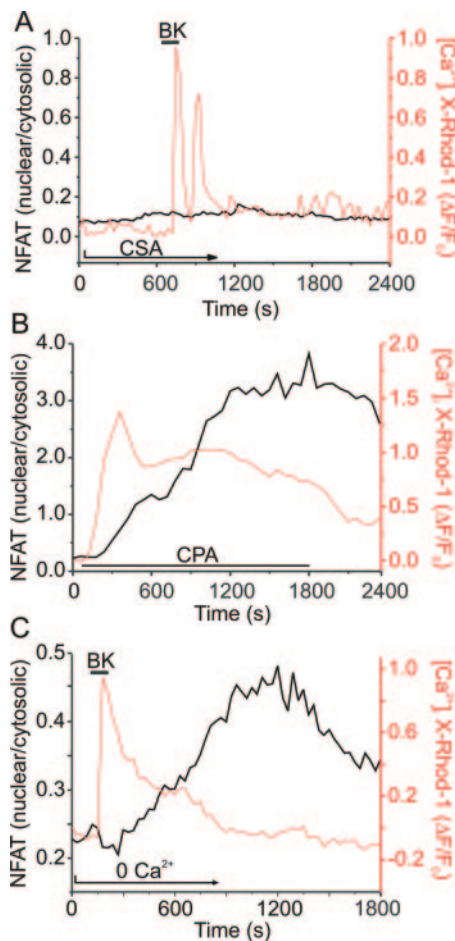 A
BK
1.0
0.8
0.6
0.4
0.2
0.0
NFAT (nuclear/cytosolic)
1.0
0.8
0.6
0.4
0.2
0.0
[Ca²⁺], X-Rhod-1 (ΔF/F₀)
CSA
0 600 1200 1800 2400
Time (s)
B
4.0
3.0
2.0
1.0
0.0
NFAT (nuclear/cytosolic)
2.0
1.5
1.0
0.5
0.0
[Ca²⁺], X-Rhod-1 (ΔF/F₀)
CPA
0 600 1200 1800 2400
Time (s)
C
BK
0.5
0.4
0.3
0.2
NFAT (nuclear/cytosolic)
1.0
0.6
0.2
-0.2
[Ca²⁺], X-Rhod-1 (ΔF/F₀)
0 Ca²⁺
0 600 1200 1800
Time (s)